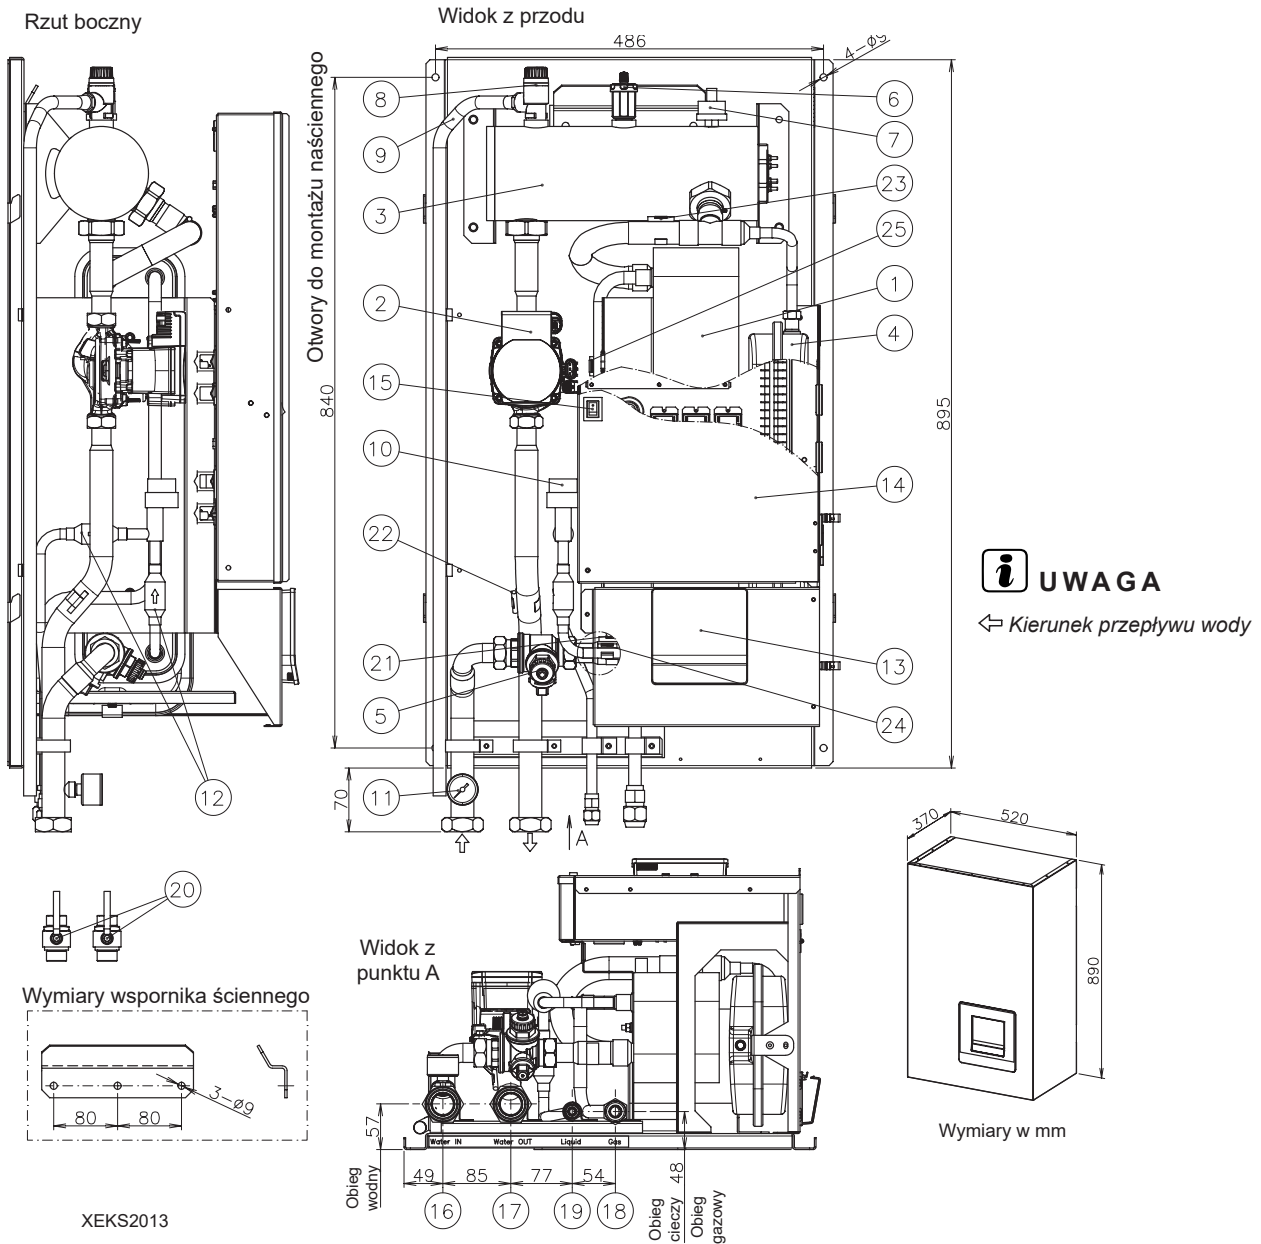 Rzut boczny
Widok z przodu
486
4-ø9
Otwory do montażu naściennego
840
895
8
9
3
2
15
10
22
21
5
11
6
7
23
25
1
4
14
13
24
12
70
A
i UWAGA
Kierunek przepływu wody
20
Wymiary wspornika ściennego
3-ø9
80
80
XEKS2013
Widok z
punktu A
57
Water IN
Water OUT
Liquid
Gas
49
85
77
54
48
Obieg
wodny
16
17
19
18
Obieg
cieczy
Obieg
gazowy
370
520
890
Wymiary w mm